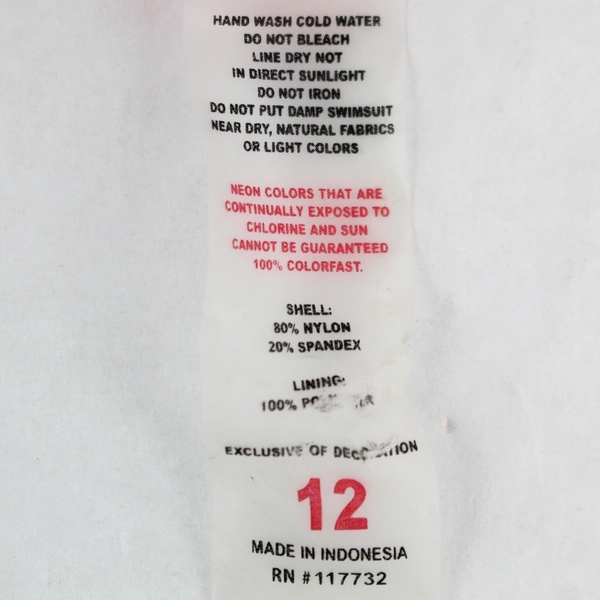 HAND WASH COLD WATER
DO NOT BLEACH
LINE DRY NOT
IN DIRECT SUNLIGHT
DO NOT IRON
DO NOT PUT DAMP SWIMSUIT
NEAR DRY, NATURAL FABRICS
OR LIGHT COLORS
NEON COLORS THAT ARE
CONTINUALLY EXPOSED TO
CHLORINE AND SUN
CANNOT BE GUARANTEED
100% COLORFAST.
SHELL:
80% NYLON
20% SPANDEX
LINING:
100%
EXCLUSIVE OF
12
MADE IN INDONESIA
RN #117732